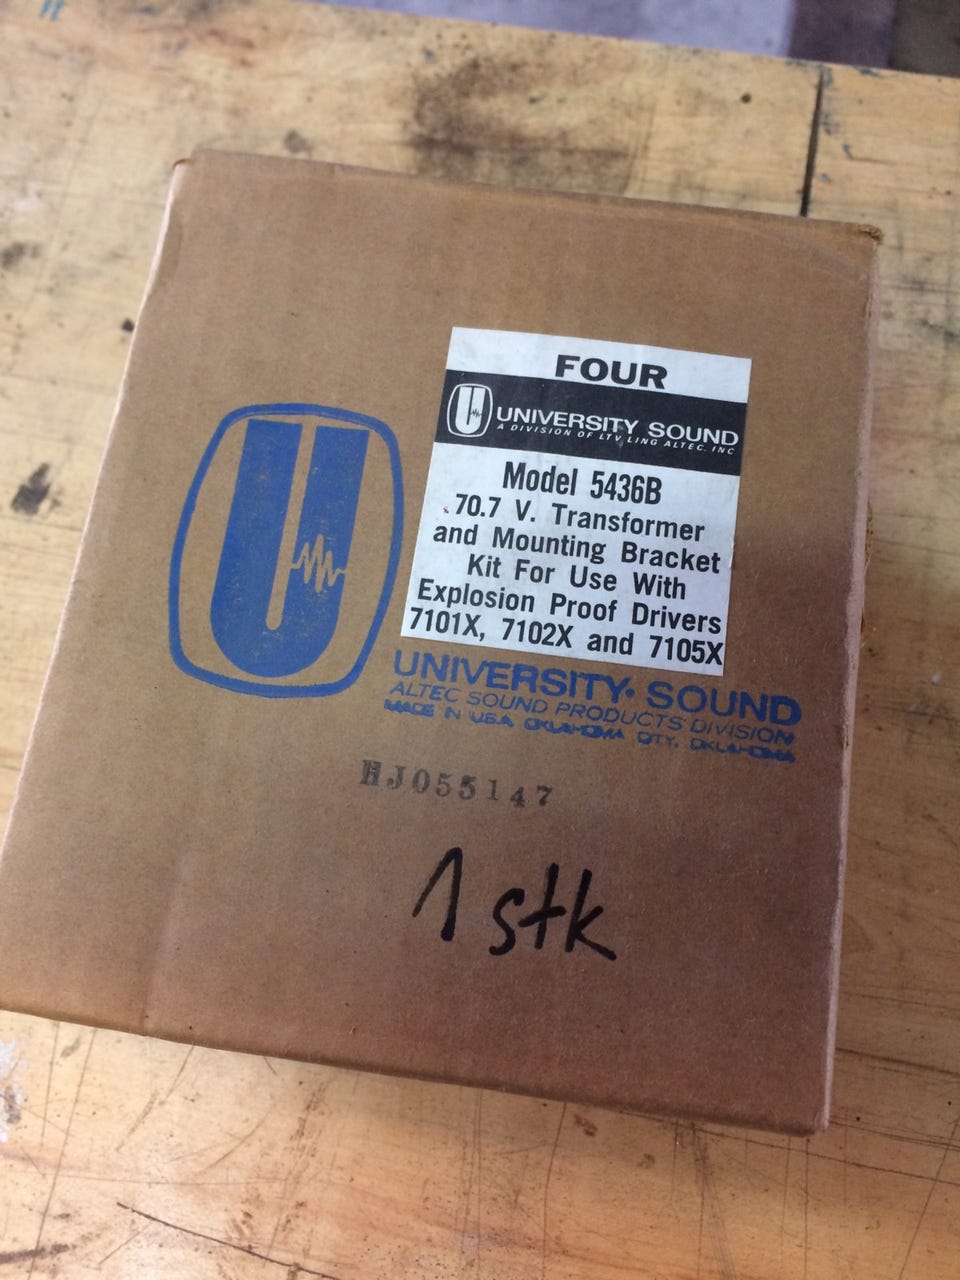 FOUR
UNIVERSITY SOUND
A DIVISION OF LTV LING ALTEC, INC
Model 5436B
70.7 V. Transformer
and Mounting Bracket
Kit For Use With
Explosion Proof Drivers
7101X, 7102X and 7105X
UNIVERSITY SOUND
ALTEC SOUND PRODUCTS DIVISION
MADE IN U.S.A. OKLAHOMA CITY, OKLAHOMA
HJ055147
1 stk